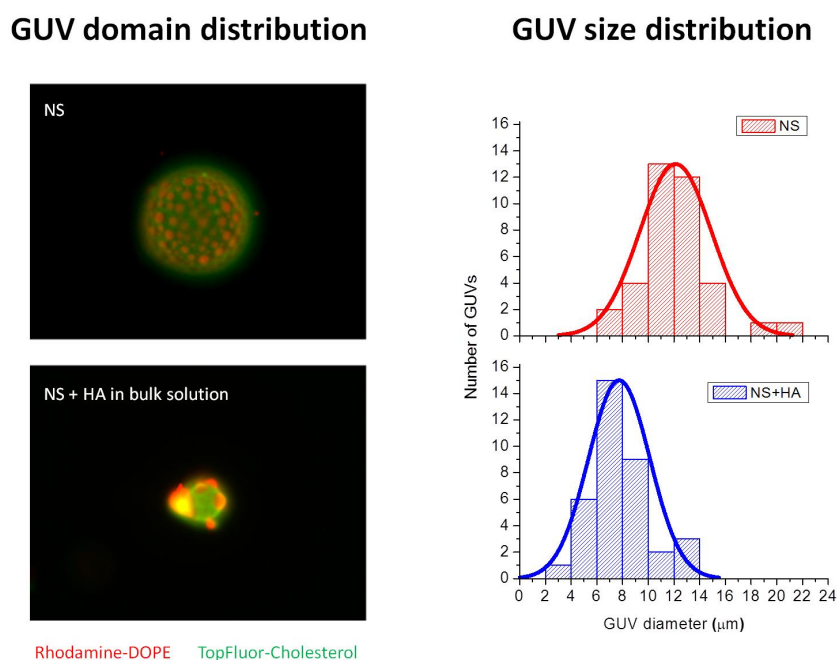 GUV domain distribution
GUV size distribution
NS
NS + HA in bulk solution
Rhodamine-DOPE TopFluor-Cholesterol
Number of GUVs
16
14
12
10
8
6
4
2
0
NS
16
14
12
10
8
6
4
2
0
NS+HA
0 2 4 6 8 10 12 14 16 18 20 22 24
GUV diameter (μm)